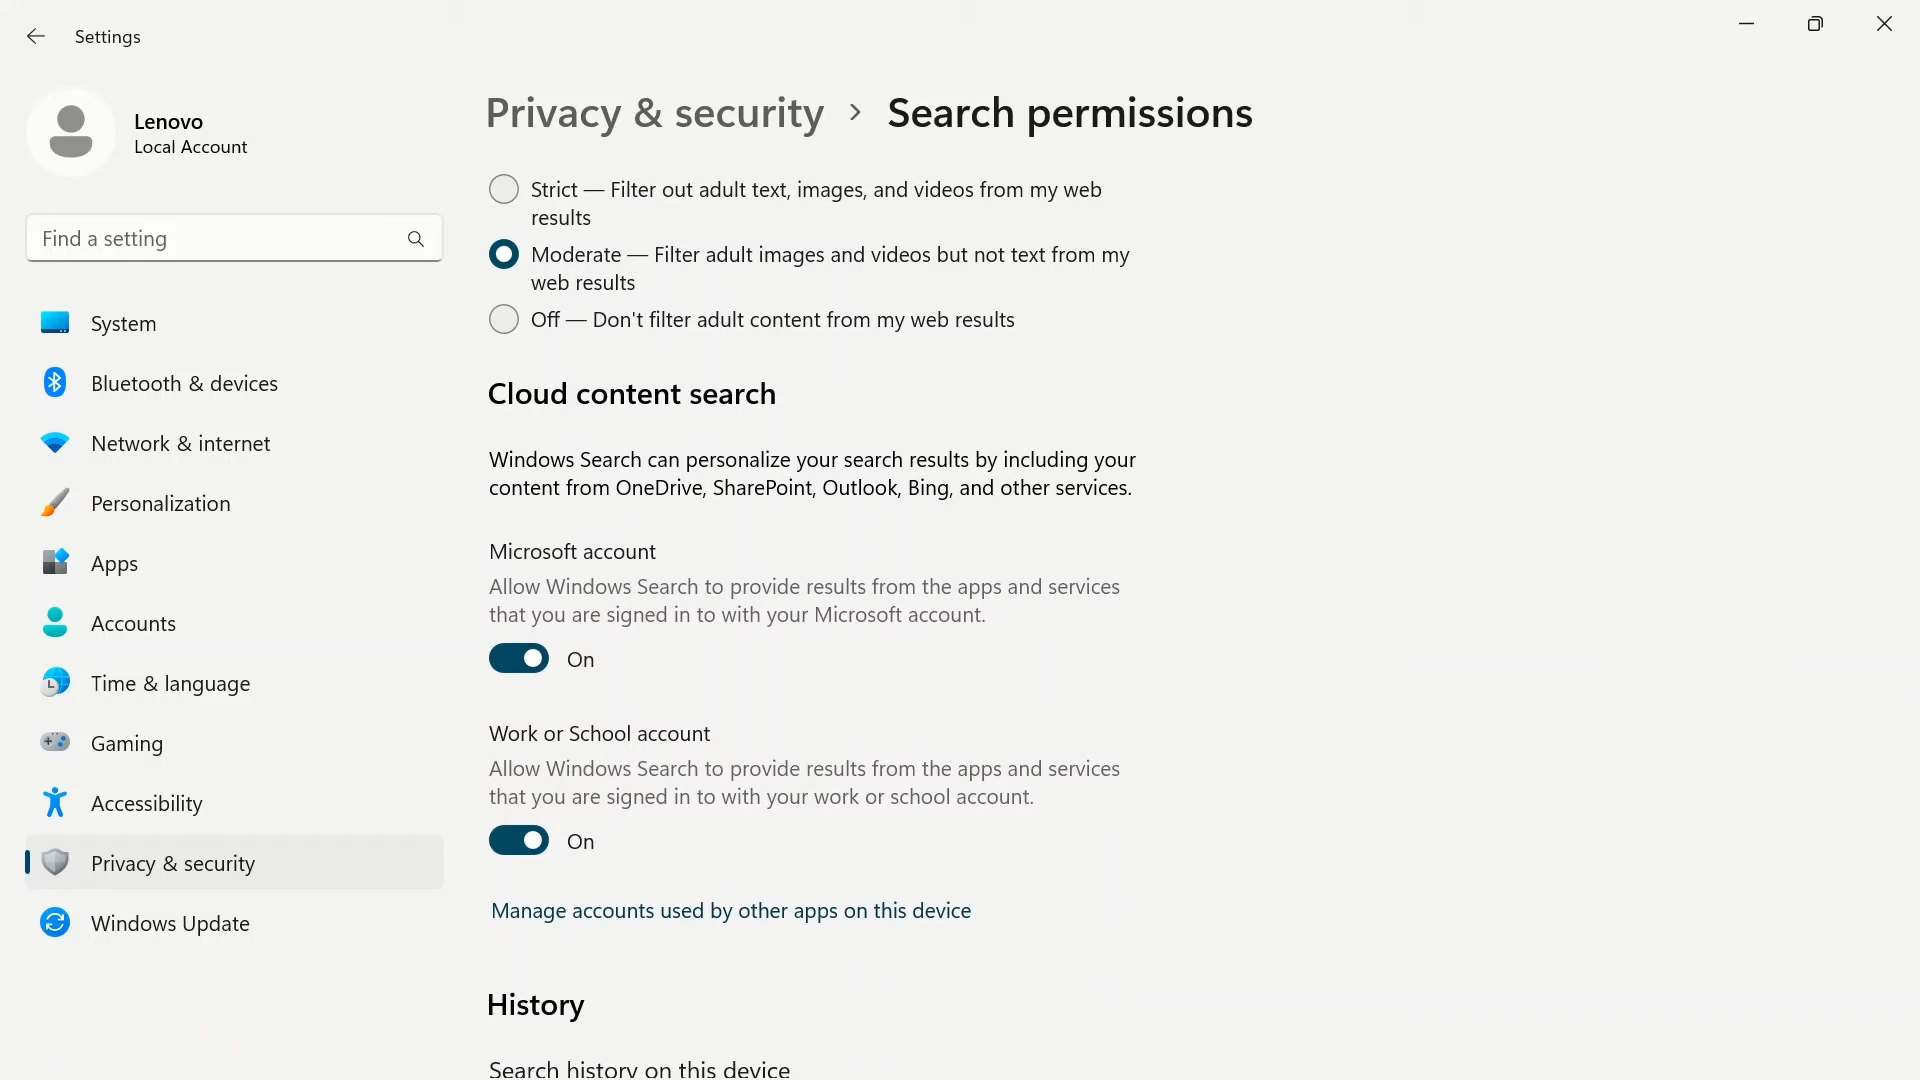 Settings
Lenovo
Local Account
Find a setting
System
Bluetooth & devices
Network & internet
Personalization
Apps
Accounts
Time & language
Gaming
Accessibility
Privacy & security
Windows Update
Privacy & security > Search permissions
Strict — Filter out adult text, images, and videos from my web
results
Moderate — Filter adult images and videos but not text from my
web results
Off — Don't filter adult content from my web results
Cloud content search
Windows Search can personalize your search results by including your
content from OneDrive, SharePoint, Outlook, Bing, and other services.
Microsoft account
Allow Windows Search to provide results from the apps and services
that you are signed in to with your Microsoft account.
On
Work or School account
Allow Windows Search to provide results from the apps and services
that you are signed in to with your work or school account.
On
Manage accounts used by other apps on this device
History
Search history on this device